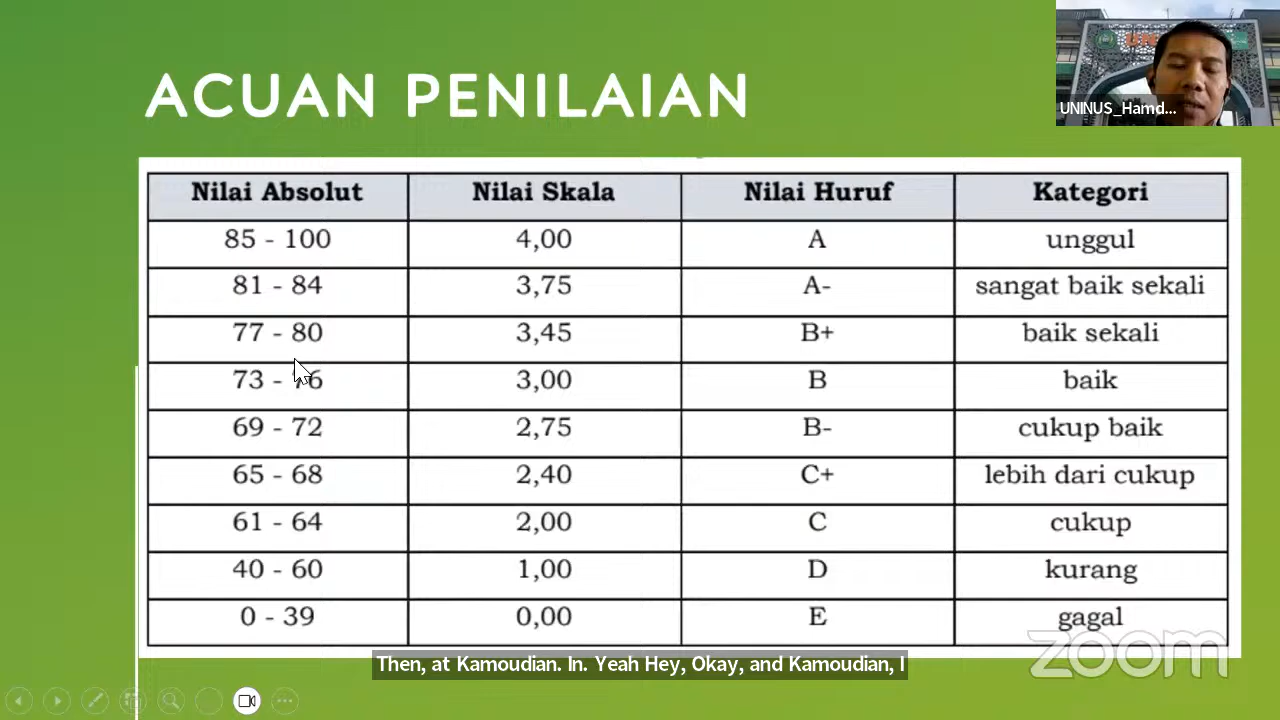 ACUAN PENILAIAN
UNINUS_Hamd...
Nilai Absolut Nilai Skala Nilai Huruf Kategori
85 - 100 4,00 A unggul
81 - 84 3,75 A- sangat baik sekali
77 - 80 3,45 B+ baik sekali
73 - 76 3,00 B baik
69 - 72 2,75 B- cukup baik
65 - 68 2,40 C+ lebih dari cukup
61 - 64 2,00 C cukup
40 - 60 1,00 D kurang
0 - 39 0,00 E gagal
zoom
Then, at Kamoudian. In. Yeah Hey, Okay, and Kamoudian, I